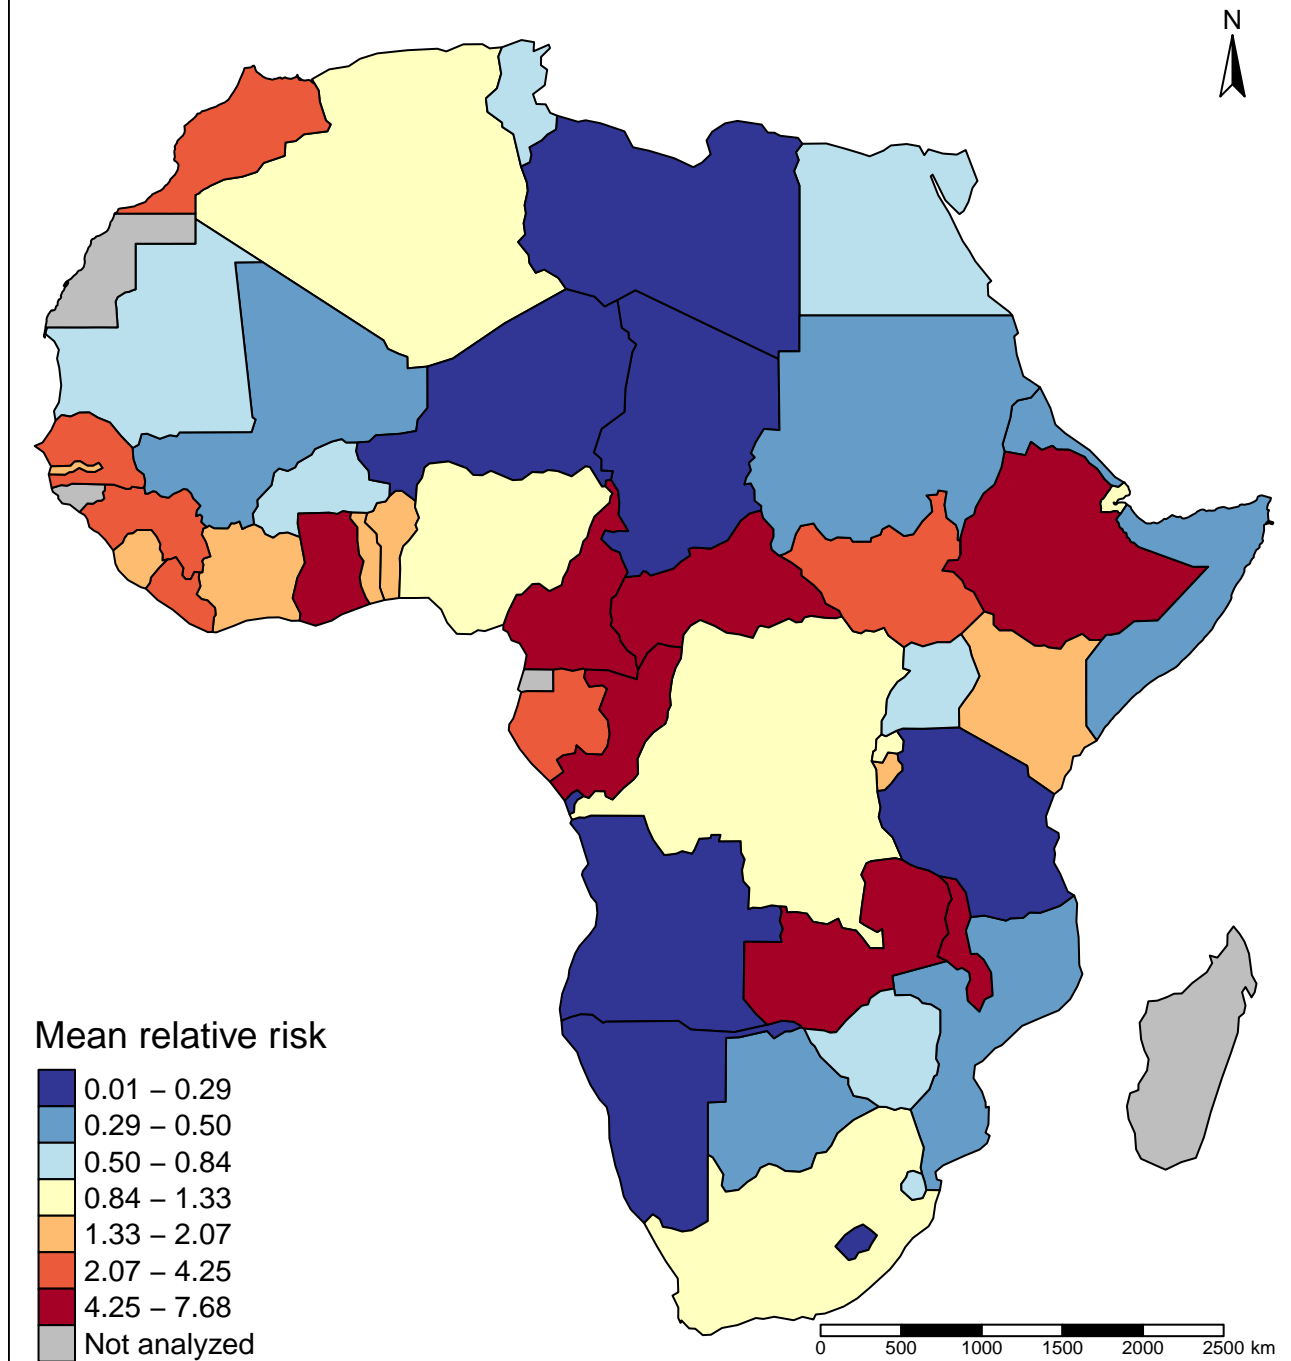 N
Mean relative risk
0.01 – 0.29
0.29 – 0.50
0.50 – 0.84
0.84 – 1.33
1.33 – 2.07
2.07 – 4.25
4.25 – 7.68
Not analyzed
0 500 1000 1500 2000 2500 km